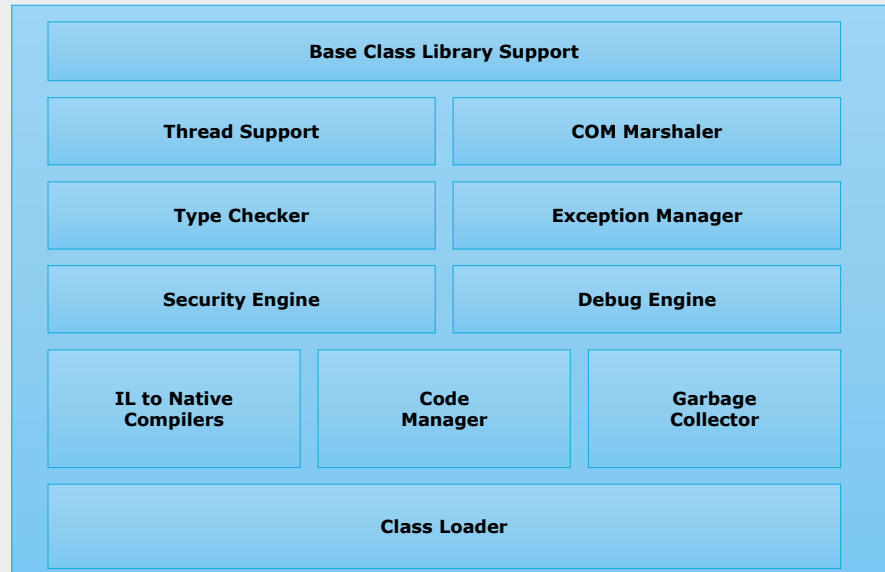 Base Class Library Support
Thread Support
COM Marshaler
Type Checker
Exception Manager
Security Engine
Debug Engine
IL to Native
Compilers
Code
Manager
Garbage
Collector
Class Loader